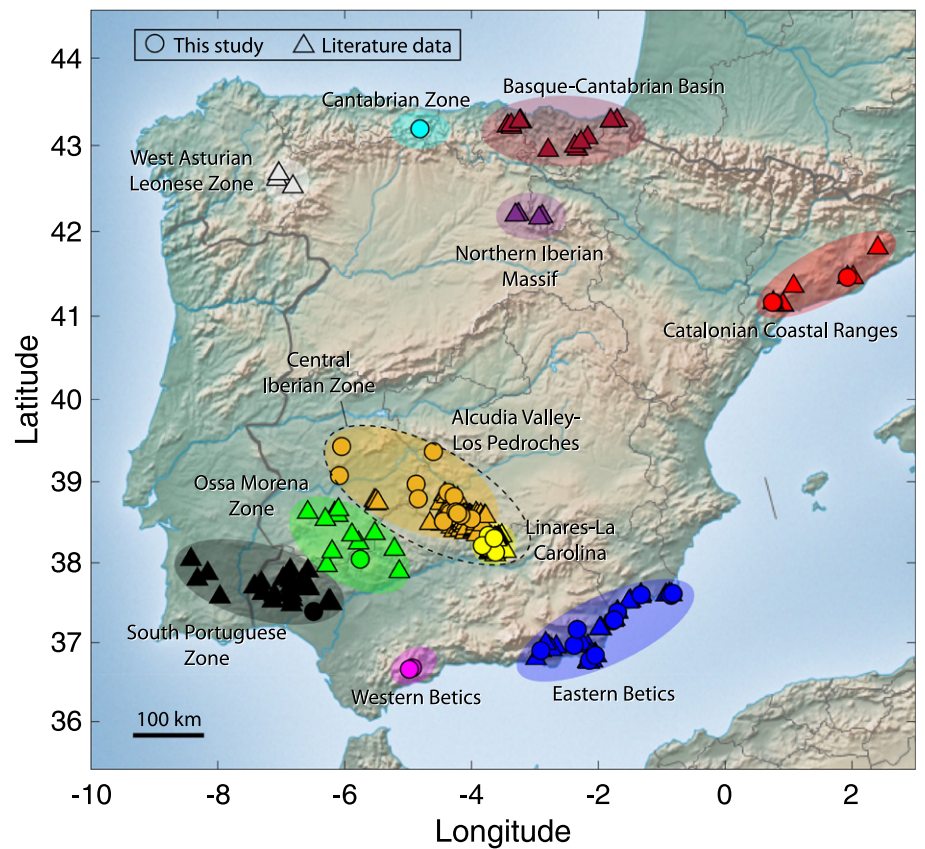 This study
Literature data
Cantabrian Zone
Basque-Cantabrian Basin
West Asturian
Leonese Zone
Northern Iberian
Massif
Catalonian Coastal Ranges
Central
Iberian Zone
Alcudia Valley-
Los Pedroches
Ossa Morena
Zone
Linares-La
Carolina
South Portuguese
Zone
Western Betics
Eastern Betics
100 km
Latitude
44
43
42
41
40
39
38
37
36
-10
-8
-6
-4
-2
0
2
Longitude